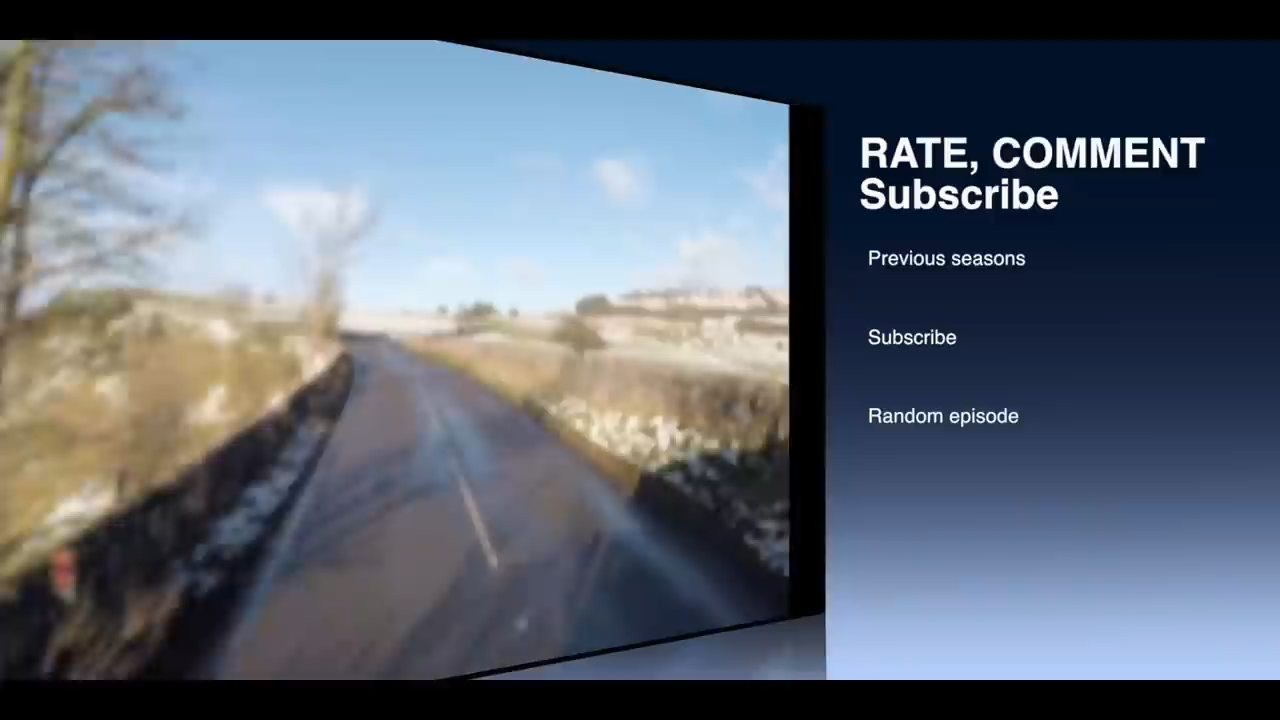 RATE, COMMENT
Subscribe
Previous seasons
Subscribe
Random episode